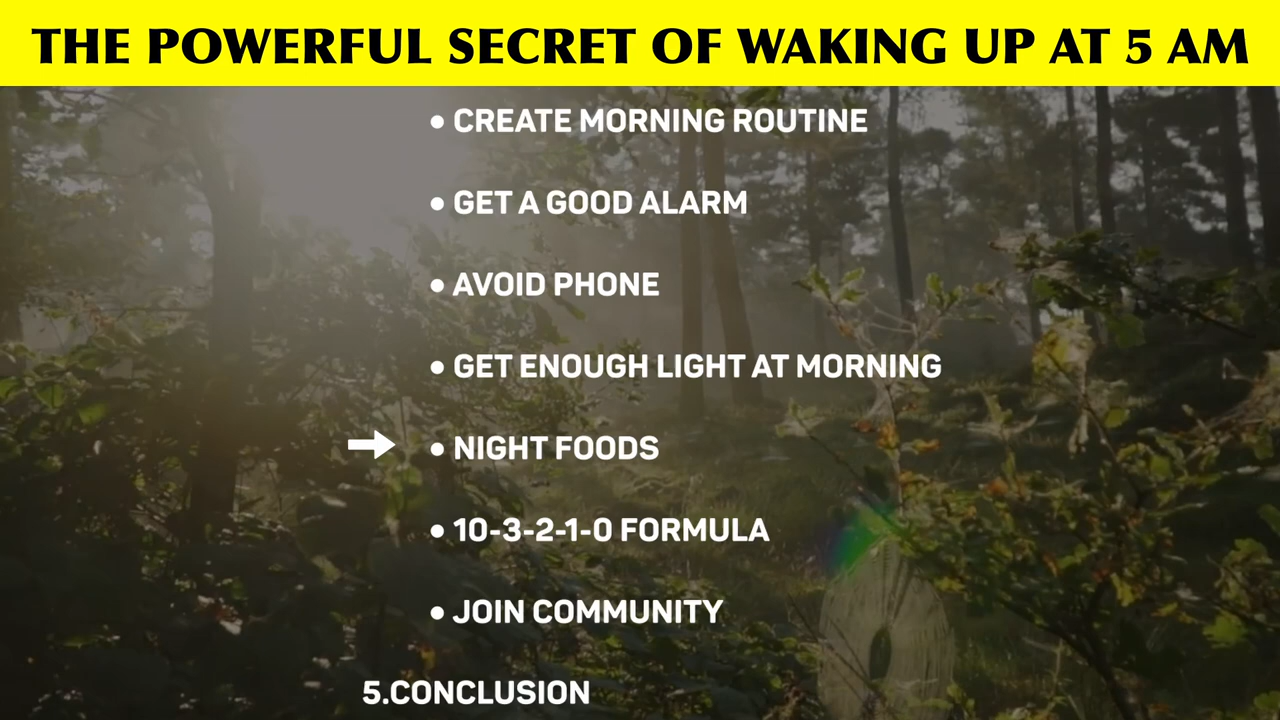 THE POWERFUL SECRET OF WAKING UP AT 5 AM
• CREATE MORNING ROUTINE
• GET A GOOD ALARM
• AVOID PHONE
• GET ENOUGH LIGHT AT MORNING
• NIGHT FOODS
• 10-3-2-1-0 FORMULA
• JOIN COMMUNITY
5.CONCLUSION